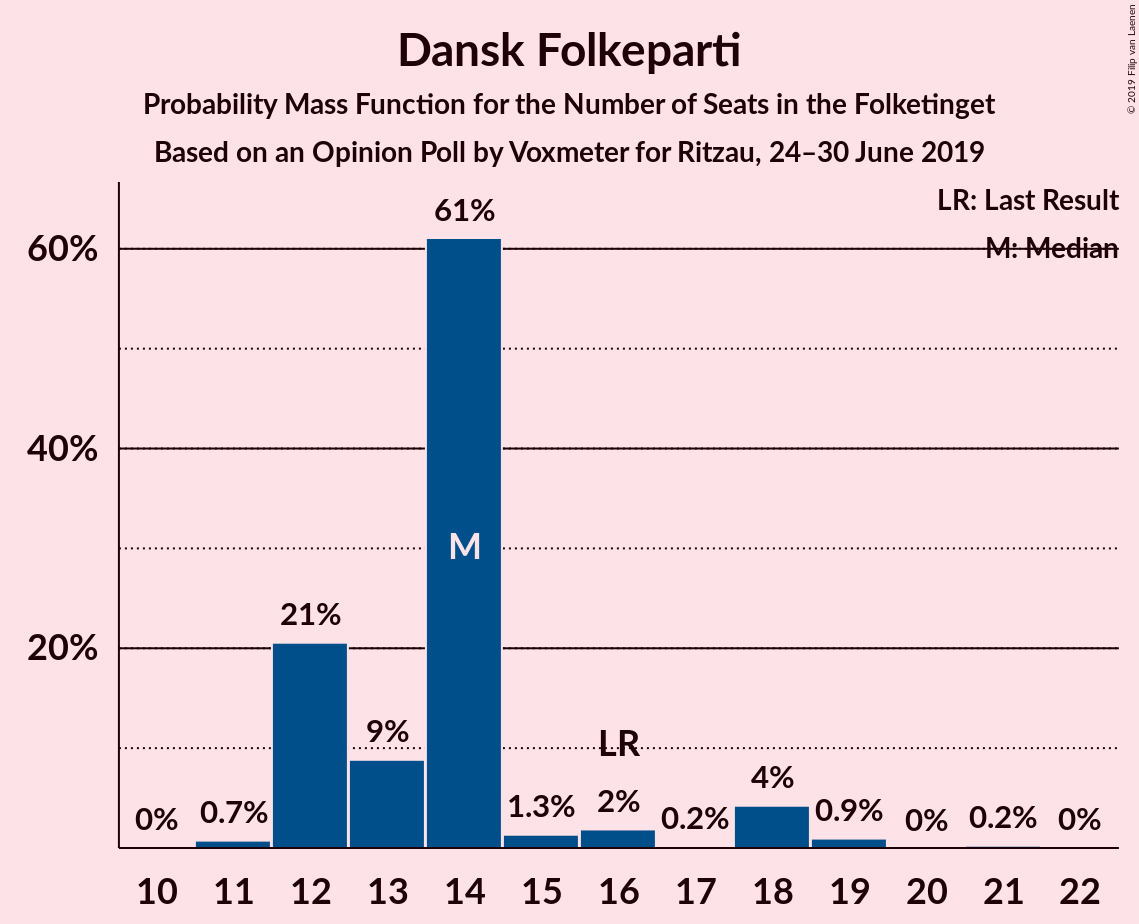 Dansk Folkeparti
Probability Mass Function for the Number of Seats in the Folketinget
Based on an Opinion Poll by Voxmeter for Ritzau, 24–30 June 2019
© 2019 Filip van Laenen
LR: Last Result
M: Median
60%
40%
20%
0%
0.7%
21%
9%
61%
M
1.3%
LR
2%
0.2%
4%
0.9%
0%
0.2%
0%
10 11 12 13 14 15 16 17 18 19 20 21 22